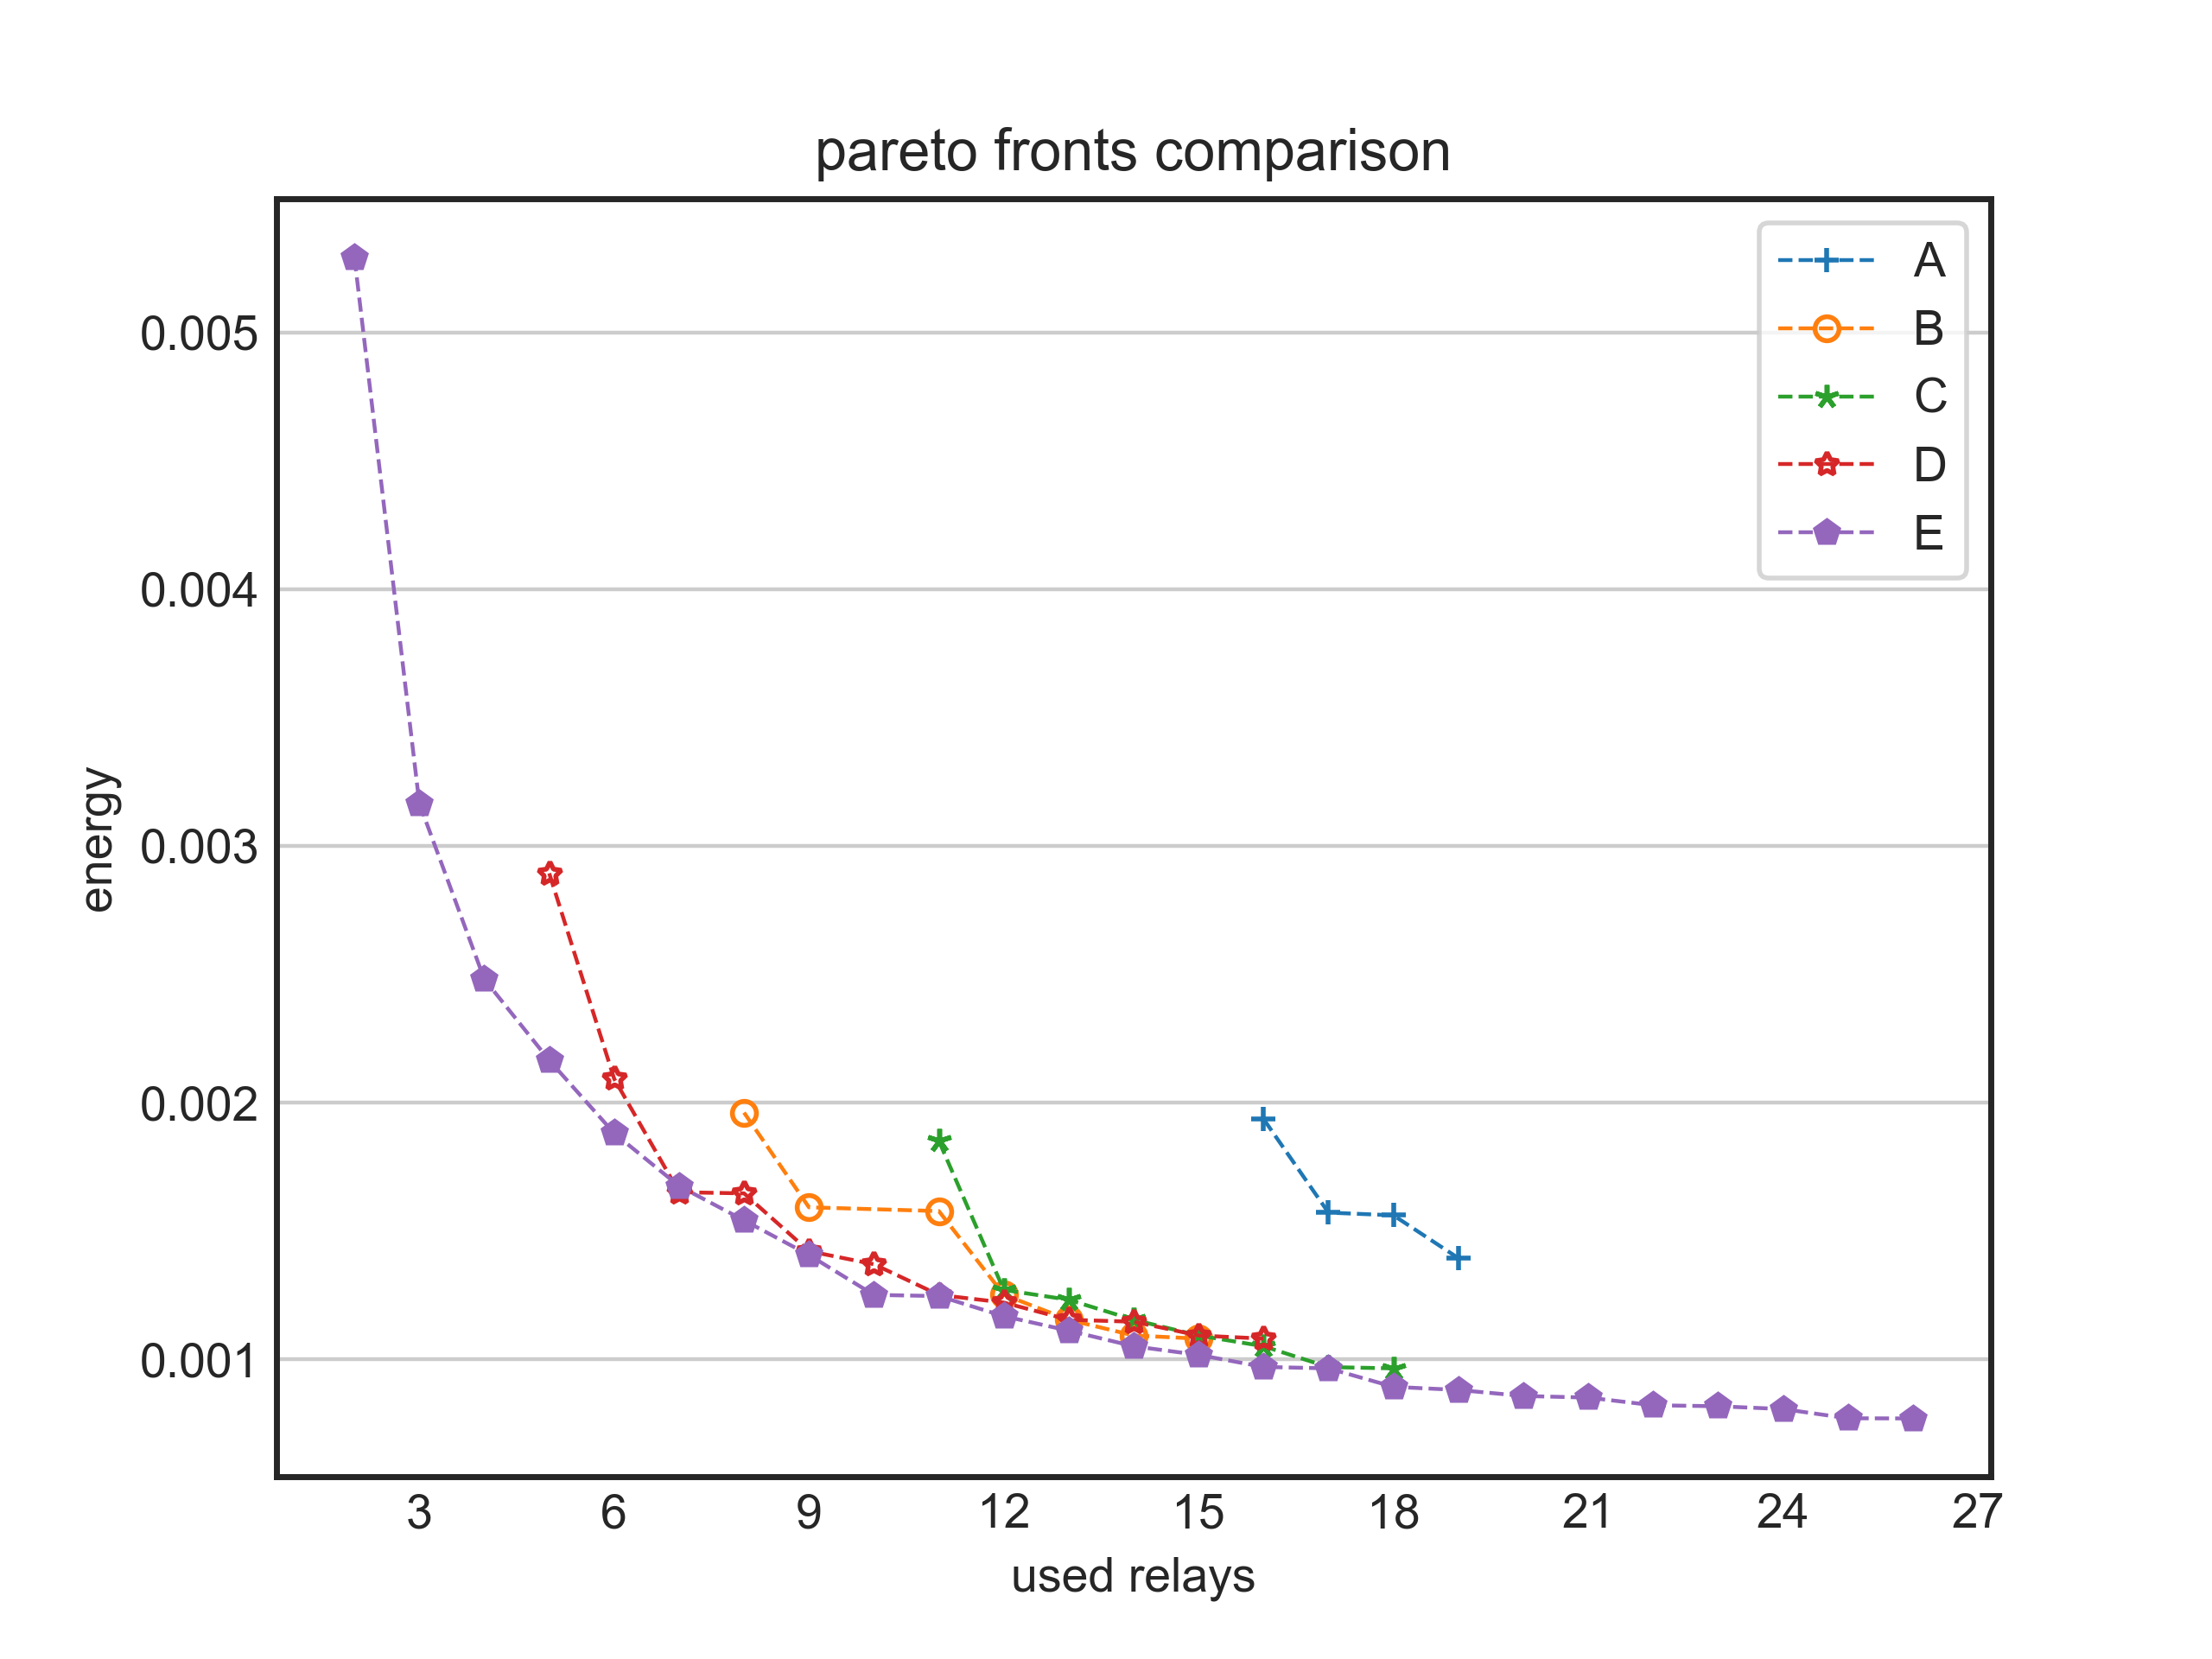 pareto fronts comparison
A
B
C
D
E
energy
0.005
0.004
0.003
0.002
0.001
3 6 9 12 15 18 21 24 27
used relays